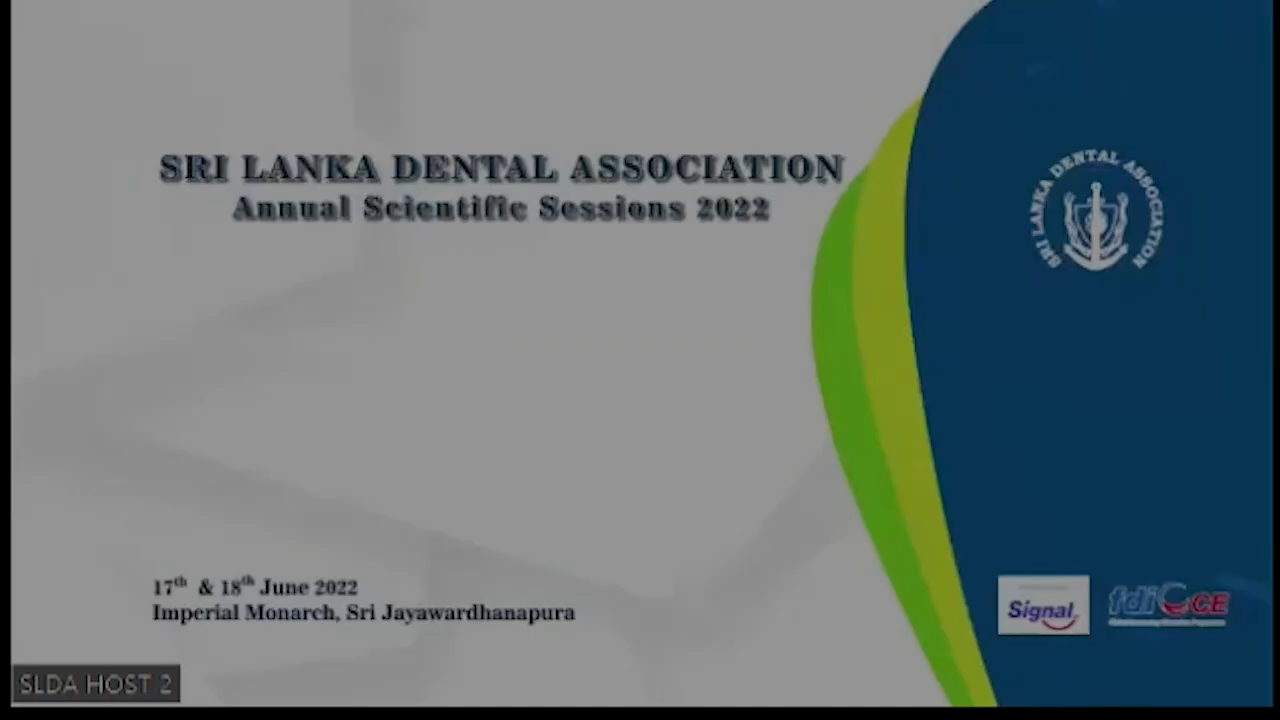 SRI LANKA DENTAL ASSOCIATION
Annual Scientific Sessions 2022
SRI LANKA DENTAL ASSOCIATION
17th & 18th June 2022
Imperial Monarch, Sri Jayawardhanapura
Signal
fdi CE
SLDA HOST 2